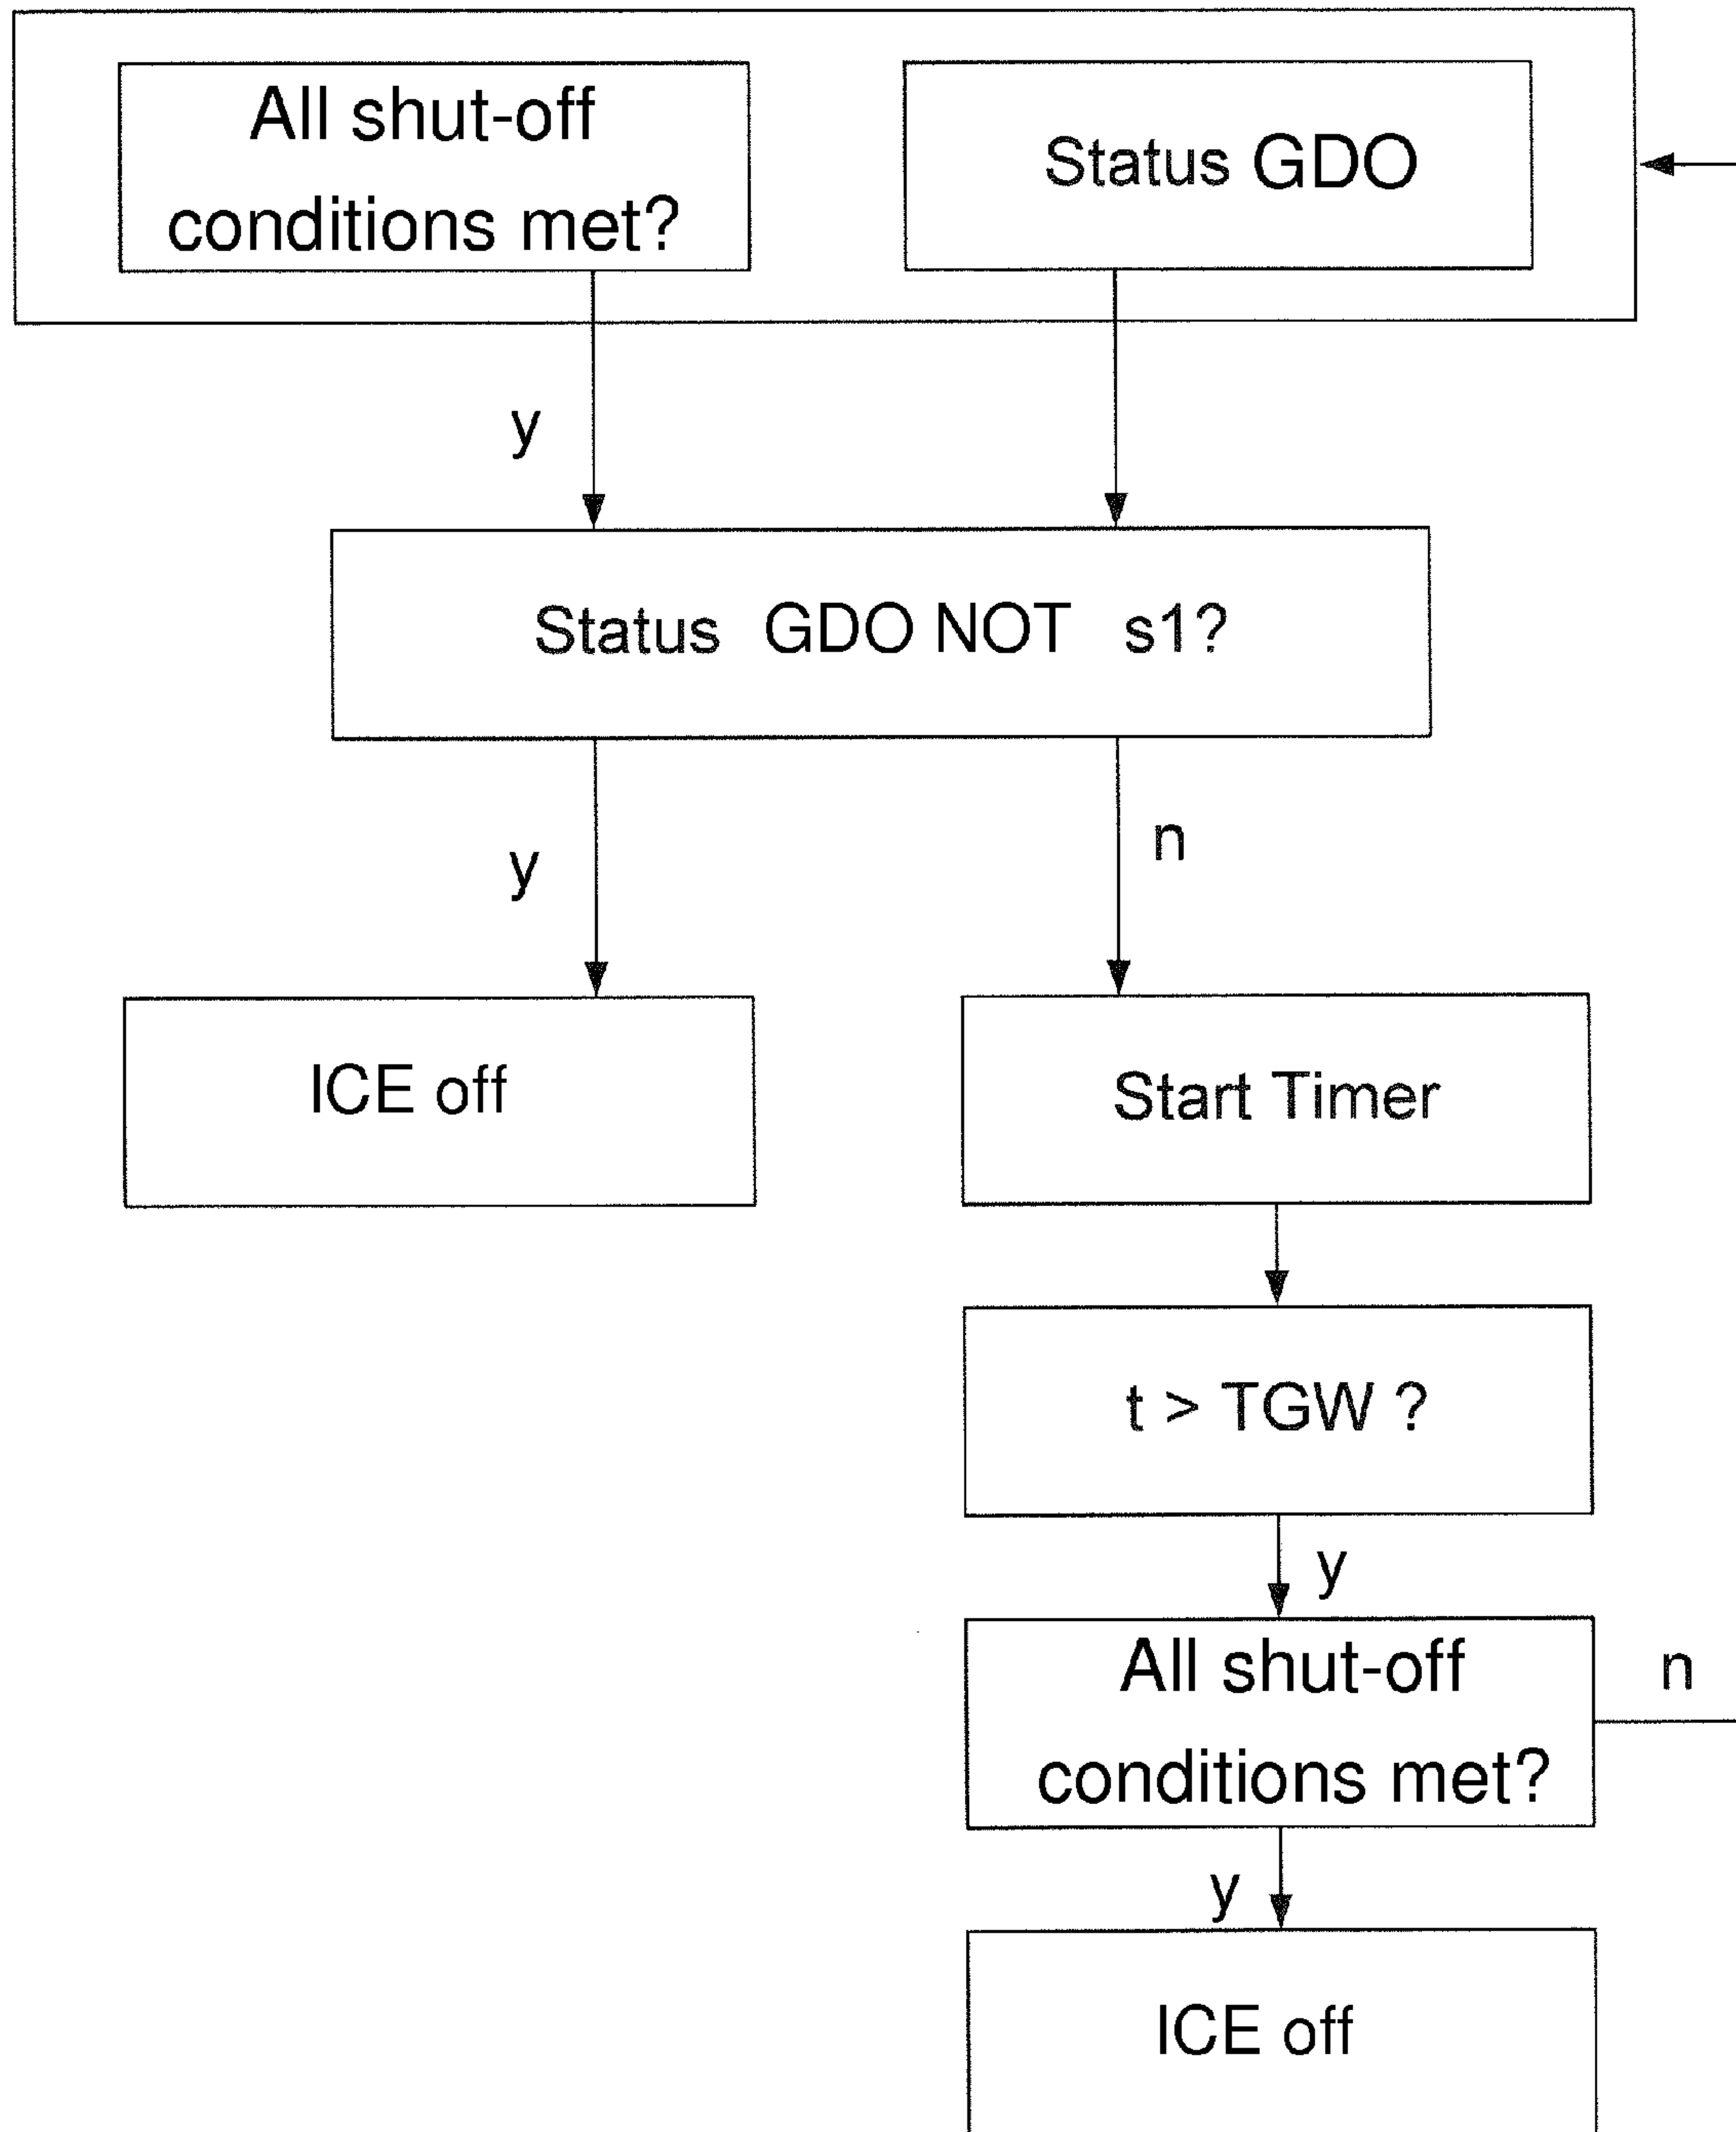 All shut-off
conditions met?
Status GDO
y
Status GDO NOT s1?
y
n
ICE off
Start Timer
t > TGW ?
y
All shut-off
conditions met?
n
y
ICE off